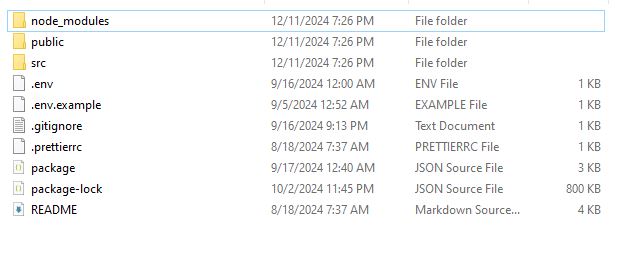 node_modules 12/11/2024 7:26 PM File folder
public 12/11/2024 7:26 PM File folder
src 12/11/2024 7:26 PM File folder
.env 9/16/2024 12:00 AM ENV File 1 KB
.env.example 9/5/2024 12:52 AM EXAMPLE File 1 KB
.gitignore 9/16/2024 9:13 PM Text Document 1 KB
.prettierrc 8/18/2024 7:37 AM PRETTIERRC File 1 KB
package 9/17/2024 12:40 AM JSON Source File 3 KB
package-lock 10/2/2024 11:45 PM JSON Source File 800 KB
README 8/18/2024 7:37 AM Markdown Source... 4 KB